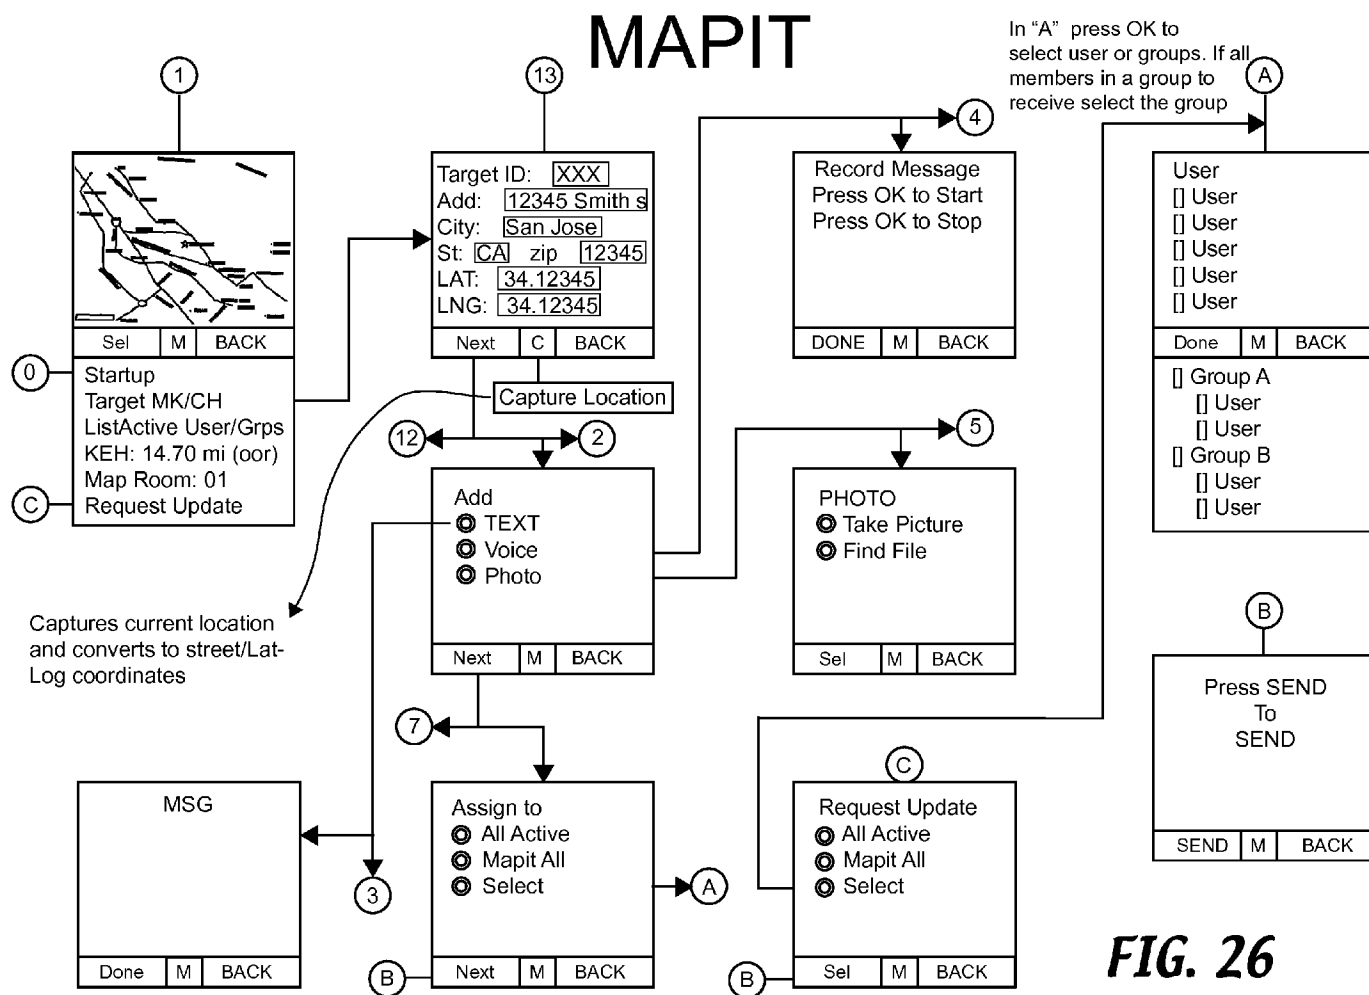 MAPIT
In “A” press OK to
select user or groups. If all
members in a group to
receive select the group
1
13
4
A
Target ID: XXX
Add: 12345 Smith s
City: San Jose
St: CA zip 12345
LAT: 34.12345
LNG: 34.12345
Next C BACK
Record Message
Press OK to Start
Press OK to Stop
DONE M BACK
User
[] User
[] User
[] User
[] User
[] User
Done M BACK
[] Group A
[] User
[] User
[] Group B
[] User
[] User
Sel M BACK
0
Startup
Target MK/CH
ListActive User/Grps
KEH: 14.70 mi (oor)
Map Room: 01
C
Request Update
Capture Location
12
2
5
Add
TEXT
Voice
Photo
Next M BACK
PHOTO
Take Picture
Find File
Sel M BACK
Captures current location
and converts to street/Lat-
Log coordinates
B
Press SEND
To
SEND
SEND M BACK
7
MSG
Done M BACK
3
Assign to
All Active
Mapit All
Select
A
B
Next M BACK
C
Request Update
All Active
Mapit All
Select
B
Sel M BACK
FIG. 26